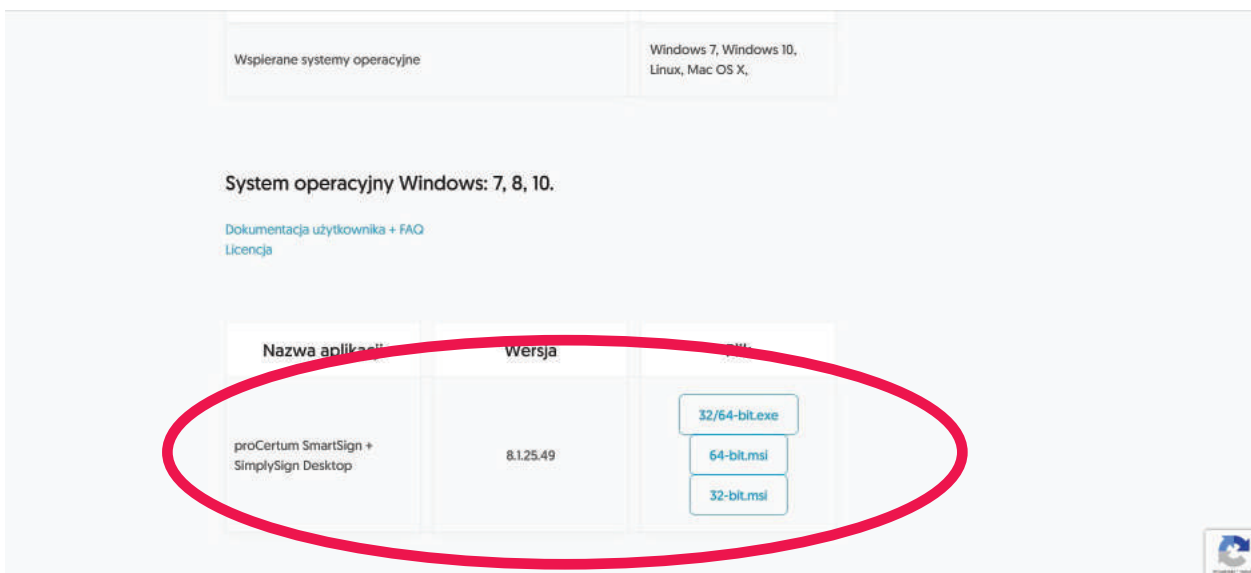 Wspierane systemy operacyjne
Windows 7, Windows 10,
Linux, Mac OS X,
System operacyjny Windows: 7, 8, 10.
Dokumentacja użytkownika + FAQ
Licencja
Nazwa aplikacji
Wersja
proCertum SmartSign +
SimplySign Desktop
8.1.25.49
32/64-bit.exe
64-bit.msi
32-bit.msi